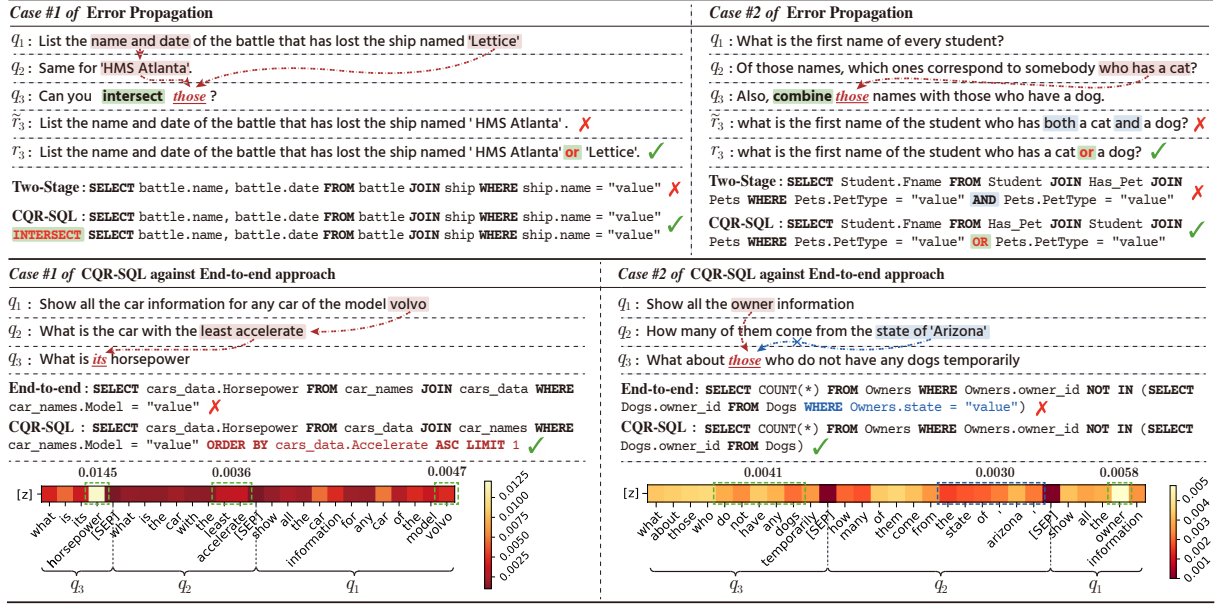 Case #1 of Error Propagation
q1 : List the name and date of the battle that has lost the ship named 'Lettice'
q2 : Same for 'HMS Atlanta'.
q3 : Can you intersect those ?
r̃3 : List the name and date of the battle that has lost the ship named ' HMS Atlanta' . ✗
r3 : List the name and date of the battle that has lost the ship named ' HMS Atlanta' or 'Lettice'. ✓
Two-Stage: SELECT battle.name, battle.date FROM battle JOIN ship WHERE ship.name = "value" ✗
CQR-SQL : SELECT battle.name, battle.date FROM battle JOIN ship WHERE ship.name = "value"
INTERSECT SELECT battle.name, battle.date FROM battle JOIN ship WHERE ship.name = "value" ✓
Case #2 of Error Propagation
q1 : What is the first name of every student?
q2 : Of those names, which ones correspond to somebody who has a cat?
q3 : Also, combine those names with those who have a dog.
r̃3 : what is the first name of the student who has both a cat and a dog? ✗
r3 : what is the first name of the student who has a cat or a dog? ✓
Two-Stage: SELECT Student.Fname FROM Student JOIN Has_Pet JOIN
Pets WHERE Pets.PetType = "value" AND Pets.PetType = "value" ✗
CQR-SQL : SELECT Student.Fname FROM Has_Pet JOIN Student JOIN
Pets WHERE Pets.PetType = "value" OR Pets.PetType = "value" ✓
Case #1 of CQR-SQL against End-to-end approach
q1 : Show all the car information for any car of the model volvo
q2 : What is the car with the least accelerate
q3 : What is its horsepower
End-to-end : SELECT cars_data.Horsepower FROM car_names JOIN cars_data WHERE
car_names.Model = "value" ✗
CQR-SQL : SELECT cars_data.Horsepower FROM cars_data JOIN car_names WHERE
car_names.Model = "value" ORDER BY cars_data.Accelerate ASC LIMIT 1 ✓
0.0145 0.0036 0.0047
[z]
what is its horsepower [SEP] what is the car with the least accelerate [SEP] show all the car information for any car of the model volvo
q3 q2 q1
0.0125
0.0100
0.0075
0.0050
0.0025
Case #2 of CQR-SQL against End-to-end approach
q1 : Show all the owner information
q2 : How many of them come from the state of 'Arizona'
q3 : What about those who do not have any dogs temporarily
End-to-end: SELECT COUNT(*) FROM Owners WHERE Owners.owner_id NOT IN (SELECT
Dogs.owner_id FROM Dogs WHERE Owners.state = "value") ✗
CQR-SQL : SELECT COUNT(*) FROM Owners WHERE Owners.owner_id NOT IN (SELECT
Dogs.owner_id FROM Dogs) ✓
0.0041 0.0030 0.0058
[z]
what about those who do not have any dogs temporarily [SEP] how many of them come from the state of ' arizona ' [SEP] show all the owner information
q3 q2 q1
0.005
0.004
0.003
0.002
0.001